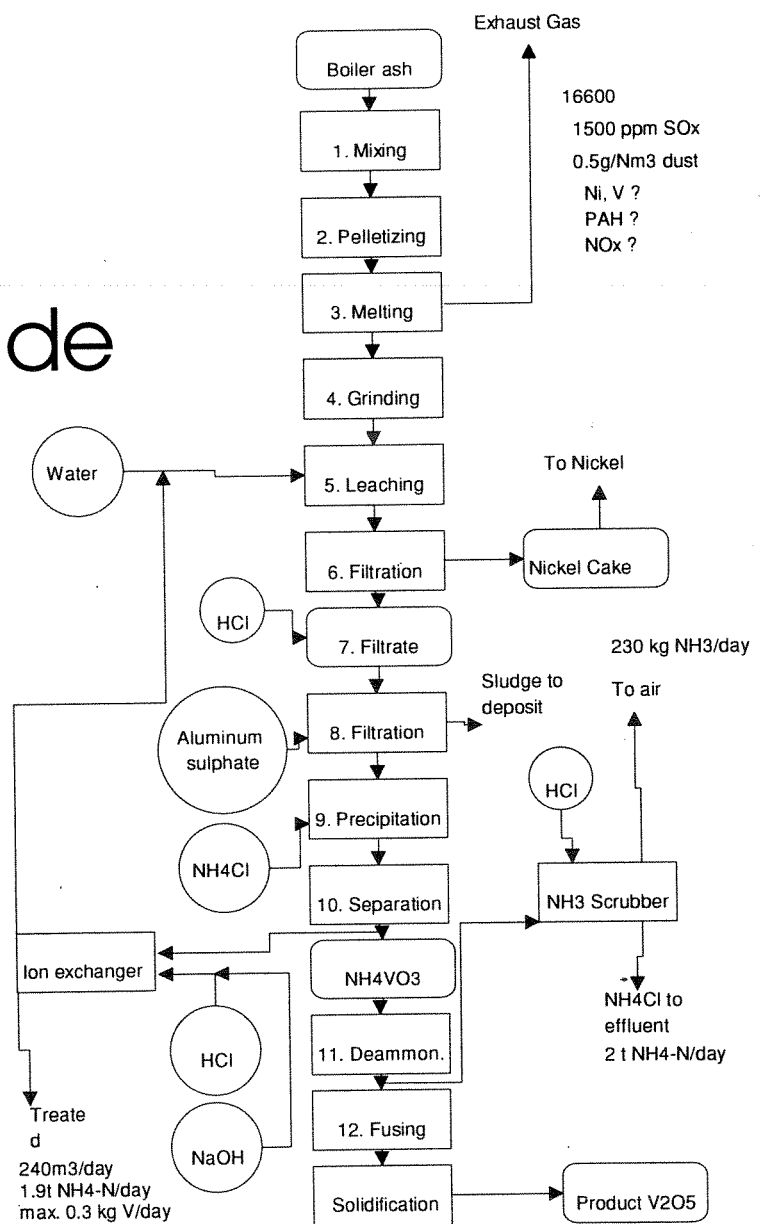 Exhaust Gas
Boiler ash
16600
1500 ppm SOx
0.5g/Nm3 dust
Ni, V ?
PAH ?
NOx ?
1. Mixing
2. Pelletizing
3. Melting
de
4. Grinding
Water
5. Leaching
To Nickel
6. Filtration
Nickel Cake
HCl
7. Filtrate
230 kg NH3/day
To air
Sludge to
deposit
8. Filtration
Aluminum
sulphate
HCl
9. Precipitation
NH4Cl
10. Separation
NH3 Scrubber
Ion exchanger
NH4VO3
NH4Cl to
effluent
2 t NH4-N/day
HCl
11. Deammon.
Treate
d
240m3/day
1.9t NH4-N/day
max. 0.3 kg V/day
NaOH
12. Fusing
Solidification
Product V2O5